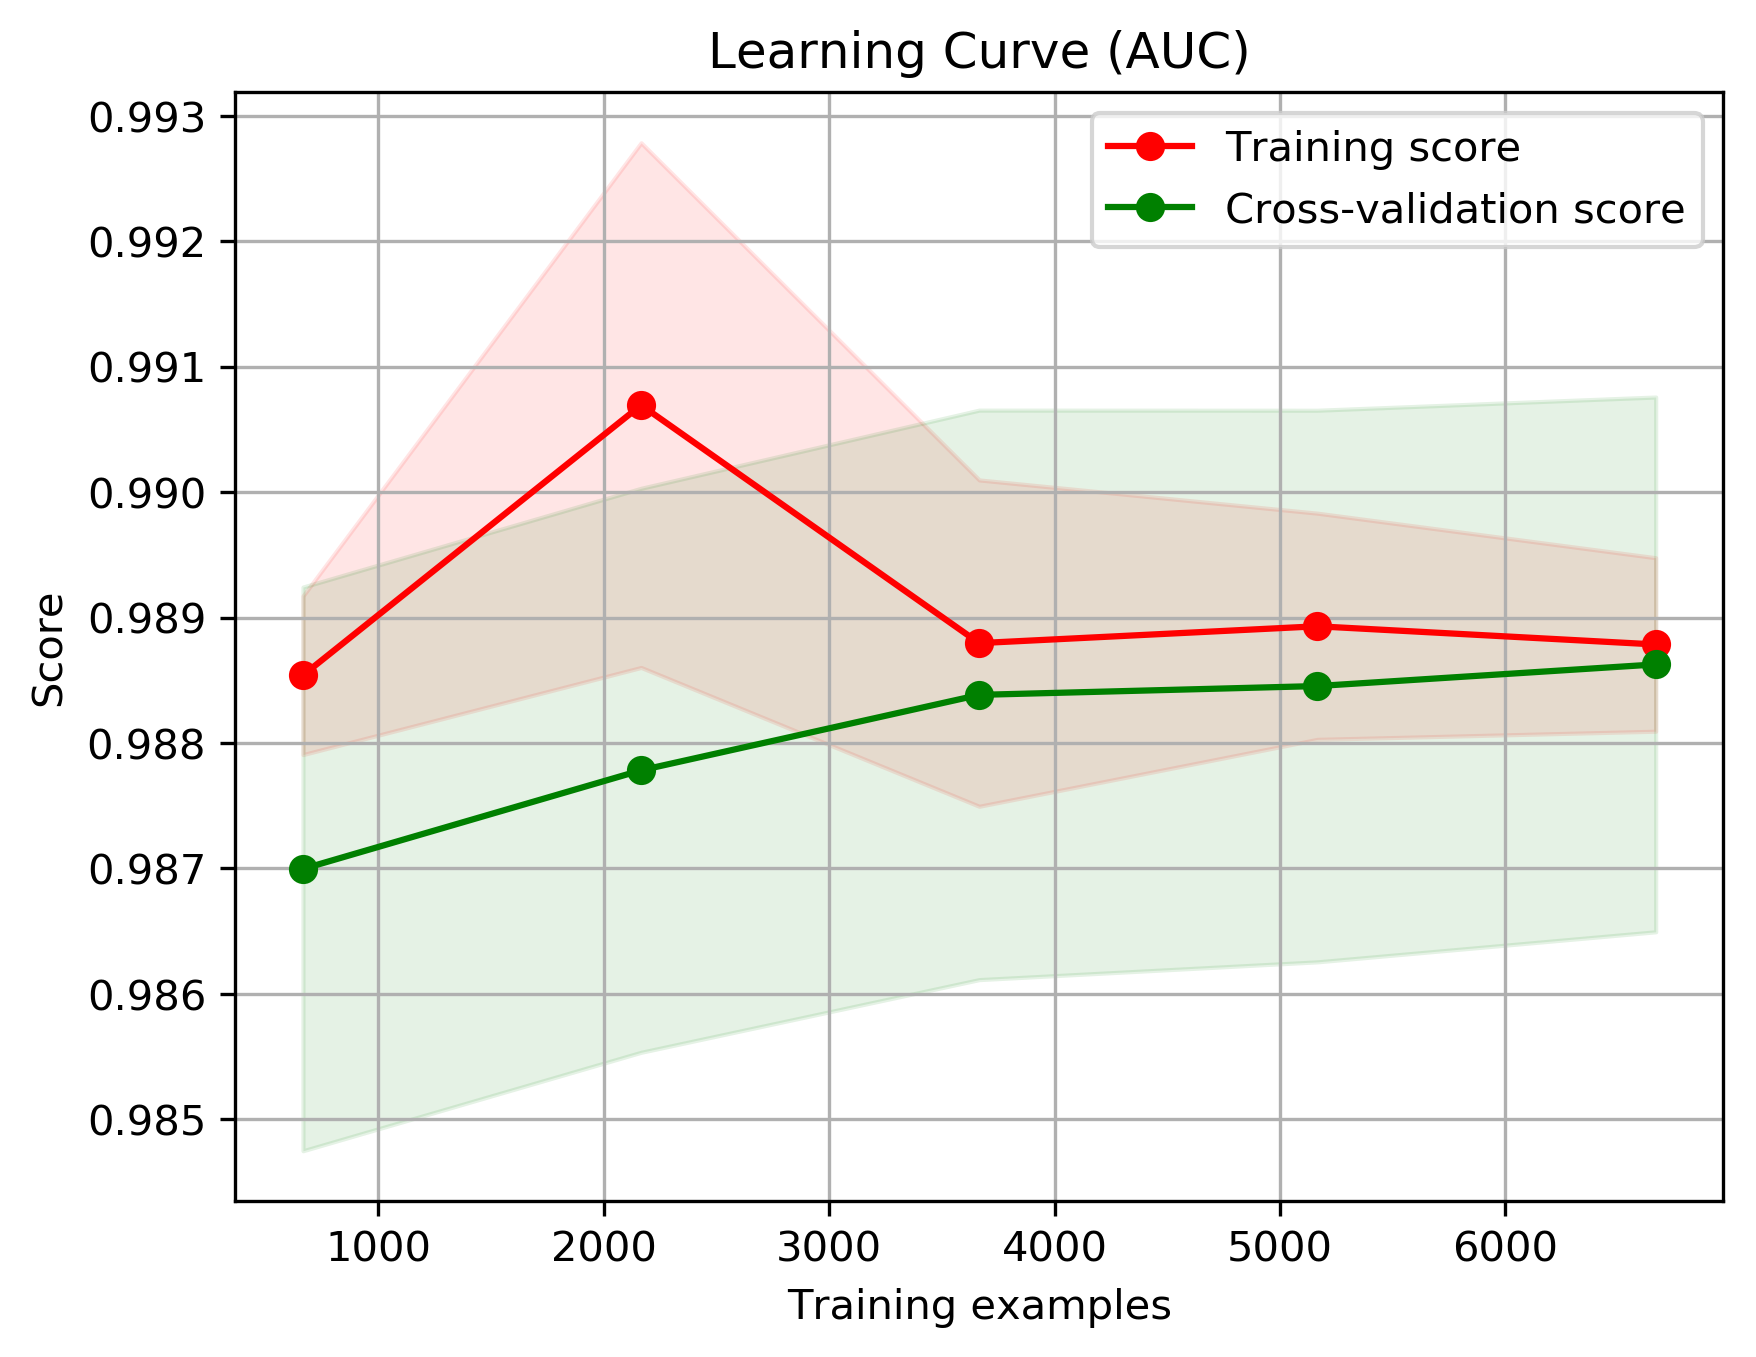 Learning Curve (AUC)
Training score
Cross-validation score
0.993
0.992
0.991
0.990
0.989
0.988
0.987
0.986
0.985
Score
1000 2000 3000 4000 5000 6000
Training examples